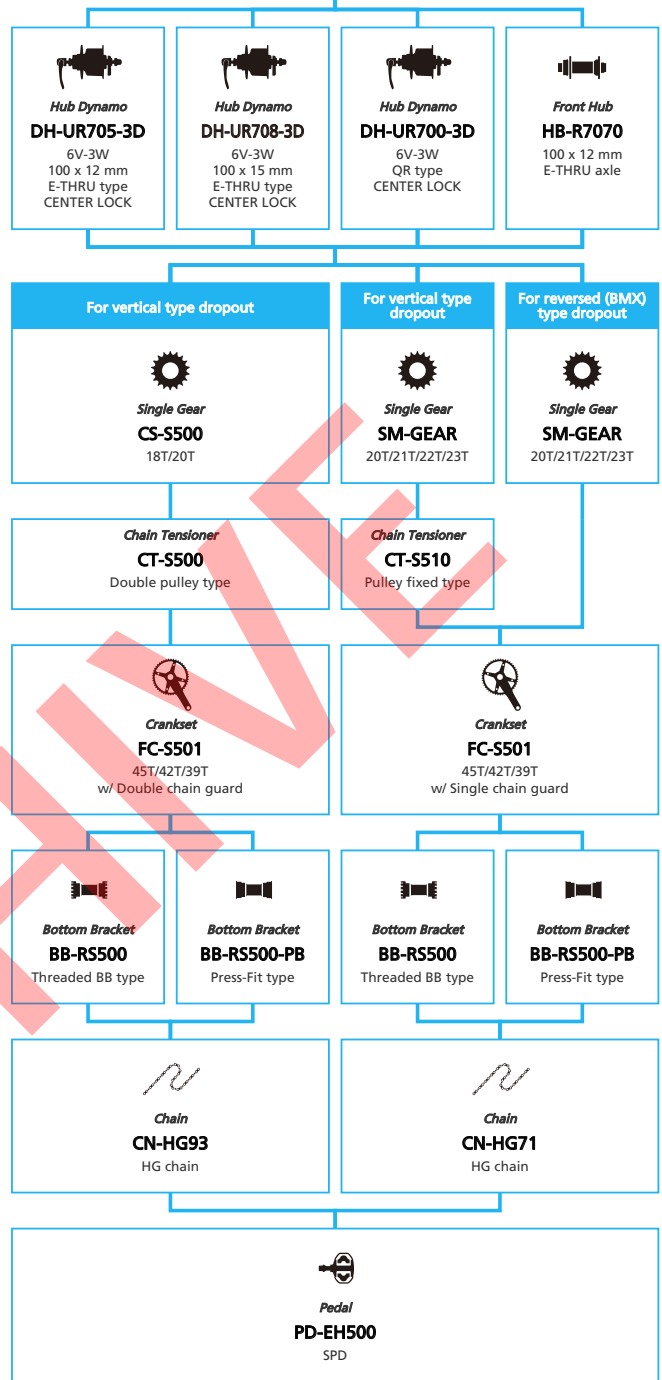 Hub Dynamo
DH-UR705-3D
6V-3W
100 x 12 mm
E-THRU type
CENTER LOCK
Hub Dynamo
DH-UR708-3D
6V-3W
100 x 15 mm
E-THRU type
CENTER LOCK
Hub Dynamo
DH-UR700-3D
6V-3W
QR type
CENTER LOCK
Front Hub
HB-R7070
100 x 12 mm
E-THRU axle
For vertical type dropout
Single Gear
CS-S500
18T/20T
For vertical type
dropout
Single Gear
SM-GEAR
20T/21T/22T/23T
For reversed (BMX)
type dropout
Single Gear
SM-GEAR
20T/21T/22T/23T
Chain Tensioner
CT-S500
Double pulley type
Chain Tensioner
CT-S510
Pulley fixed type
Crankset
FC-S501
45T/42T/39T
w/ Double chain guard
Crankset
FC-S501
45T/42T/39T
w/ Single chain guard
Bottom Bracket
BB-RS500
Threaded BB type
Bottom Bracket
BB-RS500-PB
Press-Fit type
Bottom Bracket
BB-RS500
Threaded BB type
Bottom Bracket
BB-RS500-PB
Press-Fit type
Chain
CN-HG93
HG chain
Chain
CN-HG71
HG chain
Pedal
PD-EH500
SPD
HIVE